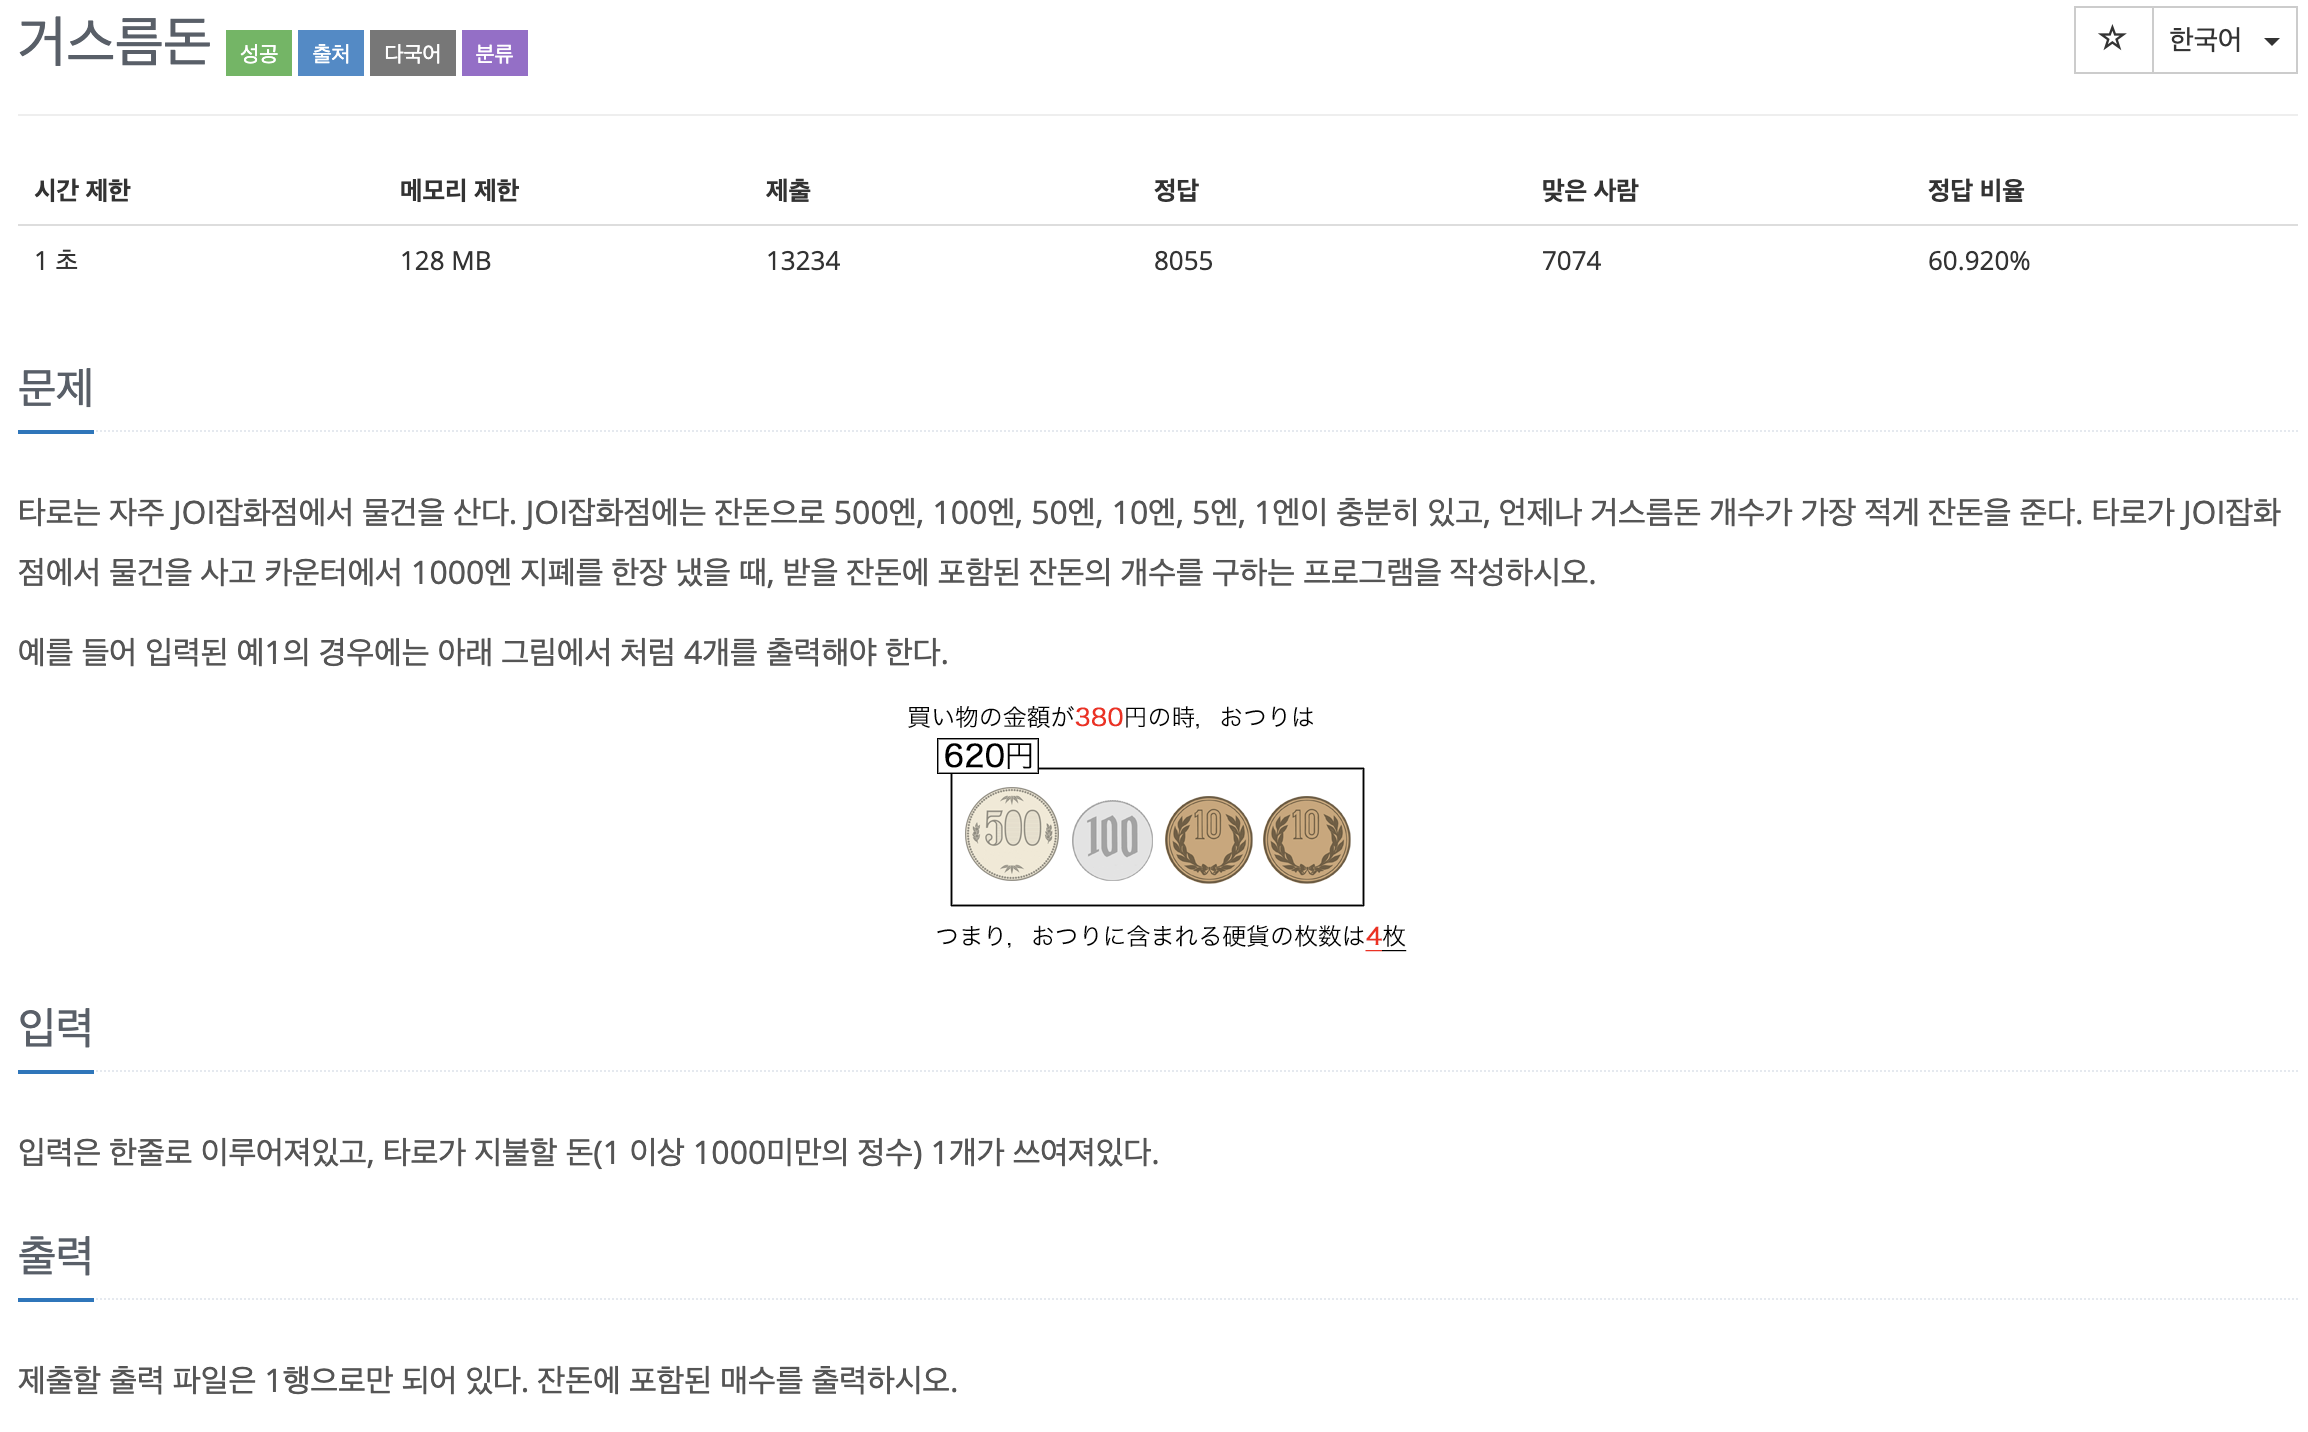 거스름돈 성공 출처 다국어 분류 ☆ 한국어
시간 제한 메모리 제한 제출 정답 맞은 사람 정답 비율
1 초 128 MB 13234 8055 7074 60.920%
문제
타로는 자주 JOI잡화점에서 물건을 산다. JOI잡화점에는 잔돈으로 500엔, 100엔, 50엔, 10엔, 5엔, 1엔이 충분히 있고, 언제나 거스름돈 개수가 가장 적게 잔돈을 준다. 타로가 JOI잡화
점에서 물건을 사고 카운터에서 1000엔 지폐를 한장 냈을 때, 받을 잔돈에 포함된 잔돈의 개수를 구하는 프로그램을 작성하시오.
예를 들어 입력된 예1의 경우에는 아래 그림에서 처럼 4개를 출력해야 한다.
買い物の金額が380円の時，おつりは
620円
500 100 10 10
つまり，おつりに含まれる硬貨の枚数は4枚
입력
입력은 한줄로 이루어져있고, 타로가 지불할 돈(1 이상 1000미만의 정수) 1개가 쓰여져있다.
출력
제출할 출력 파일은 1행으로만 되어 있다. 잔돈에 포함된 매수를 출력하시오.